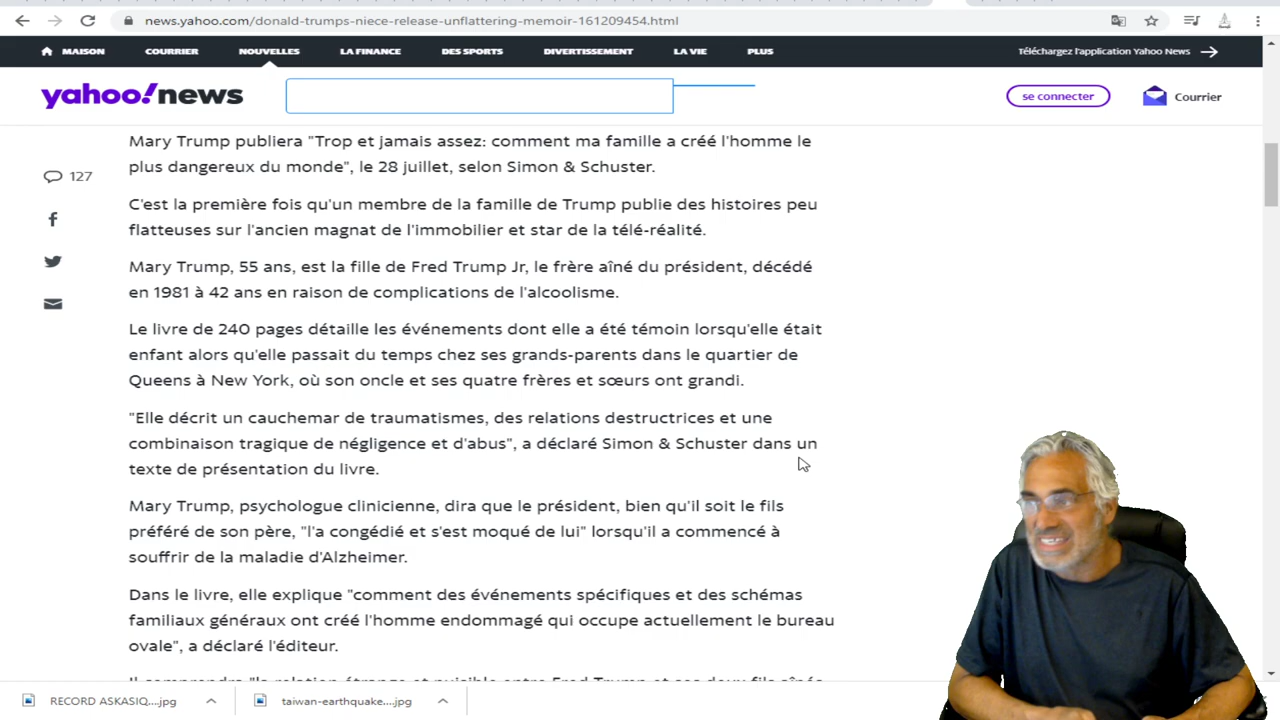 news.yahoo.com/donald-trumps-niece-release-unflattering-memoir-161209454.html
MAISON COURRIER NOUVELLES LA FINANCE DES SPORTS DIVERTISSEMENT LA VIE PLUS Téléchargez l'application Yahoo News
yahoo!news se connecter Courrier
Mary Trump publiera "Trop et jamais assez: comment ma famille a créé l'homme le
plus dangereux du monde", le 28 juillet, selon Simon & Schuster.
127
C'est la première fois qu'un membre de la famille de Trump publie des histoires peu
flatteuses sur l'ancien magnat de l'immobilier et star de la télé-réalité.
Mary Trump, 55 ans, est la fille de Fred Trump Jr, le frère aîné du président, décédé
en 1981 à 42 ans en raison de complications de l'alcoolisme.
Le livre de 240 pages détaille les événements dont elle a été témoin lorsqu'elle était
enfant alors qu'elle passait du temps chez ses grands-parents dans le quartier de
Queens à New York, où son oncle et ses quatre frères et sœurs ont grandi.
"Elle décrit un cauchemar de traumatismes, des relations destructrices et une
combinaison tragique de négligence et d'abus", a déclaré Simon & Schuster dans un
texte de présentation du livre.
Mary Trump, psychologue clinicienne, dira que le président, bien qu'il soit le fils
préféré de son père, "l'a congédié et s'est moqué de lui" lorsqu'il a commencé à
souffrir de la maladie d'Alzheimer.
Dans le livre, elle explique "comment des événements spécifiques et des schémas
familiaux généraux ont créé l'homme endommagé qui occupe actuellement le bureau
ovale", a déclaré l'éditeur.
RECORD ASKASIQ....jpg taiwan-earthquake....jpg